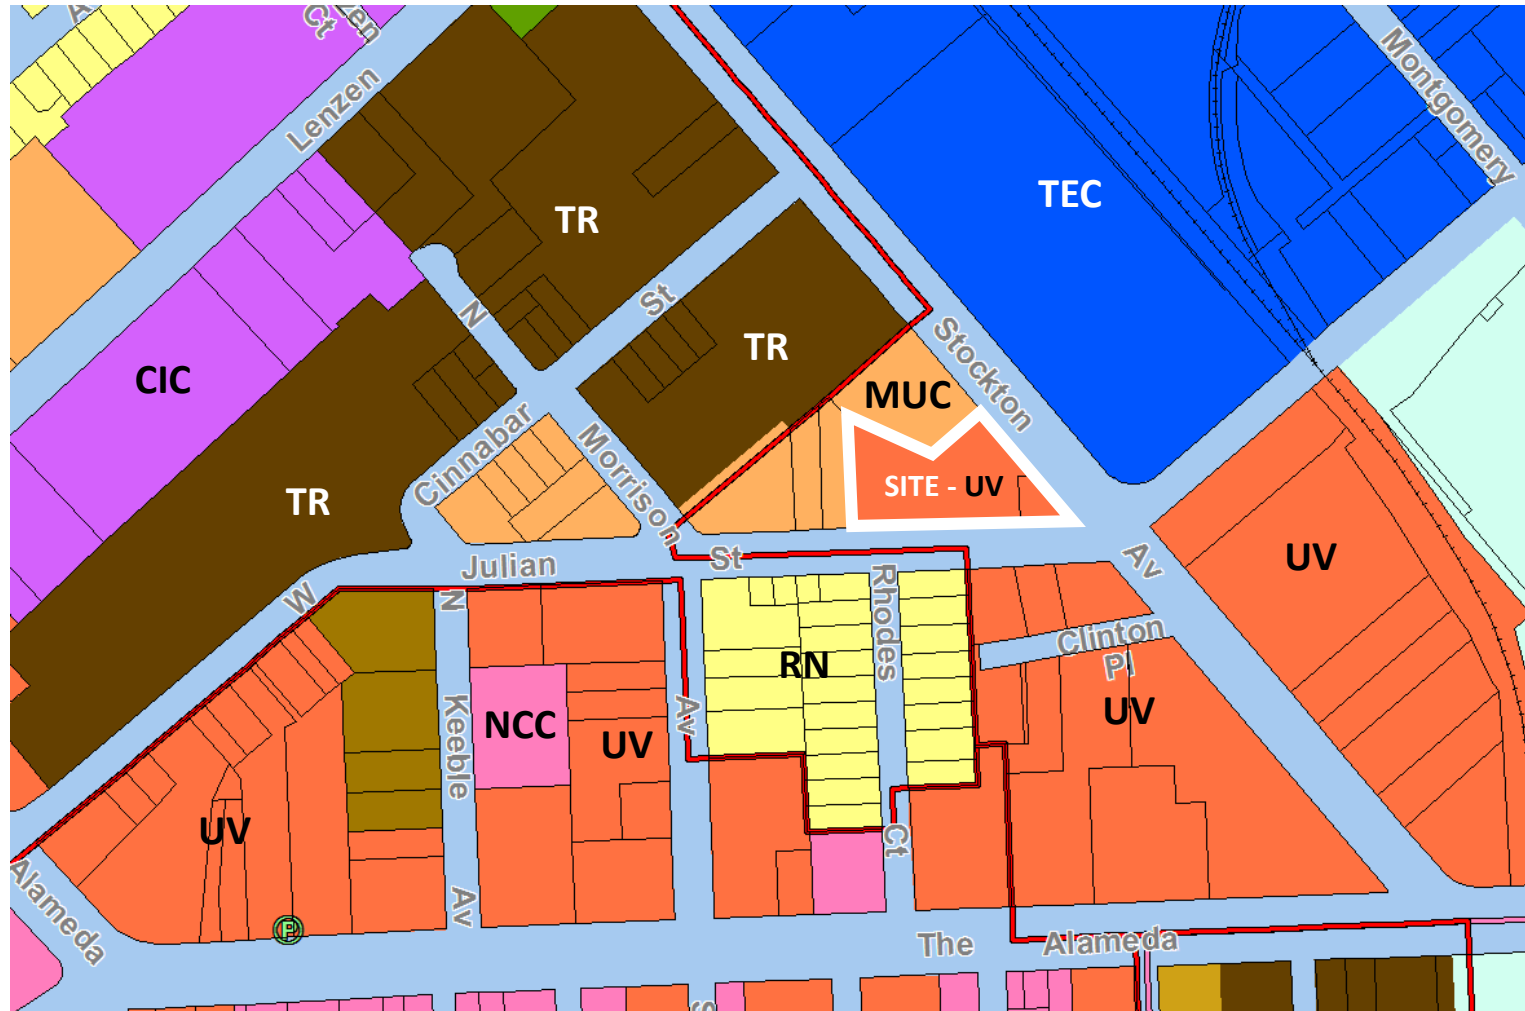 A
Ct
Len
Lenzen
Montgomery
TR
TEC
N
St
TR
Stockton
CIC
MUC
Cinnabar
Morrison
SITE - UV
TR
Julian
St
Av
UV
W
N
Rhodes
Clinton
Pl
RN
Keeble
NCC
UV
Av
UV
UV
Ct
Alameda
Av
P
The Alameda
S